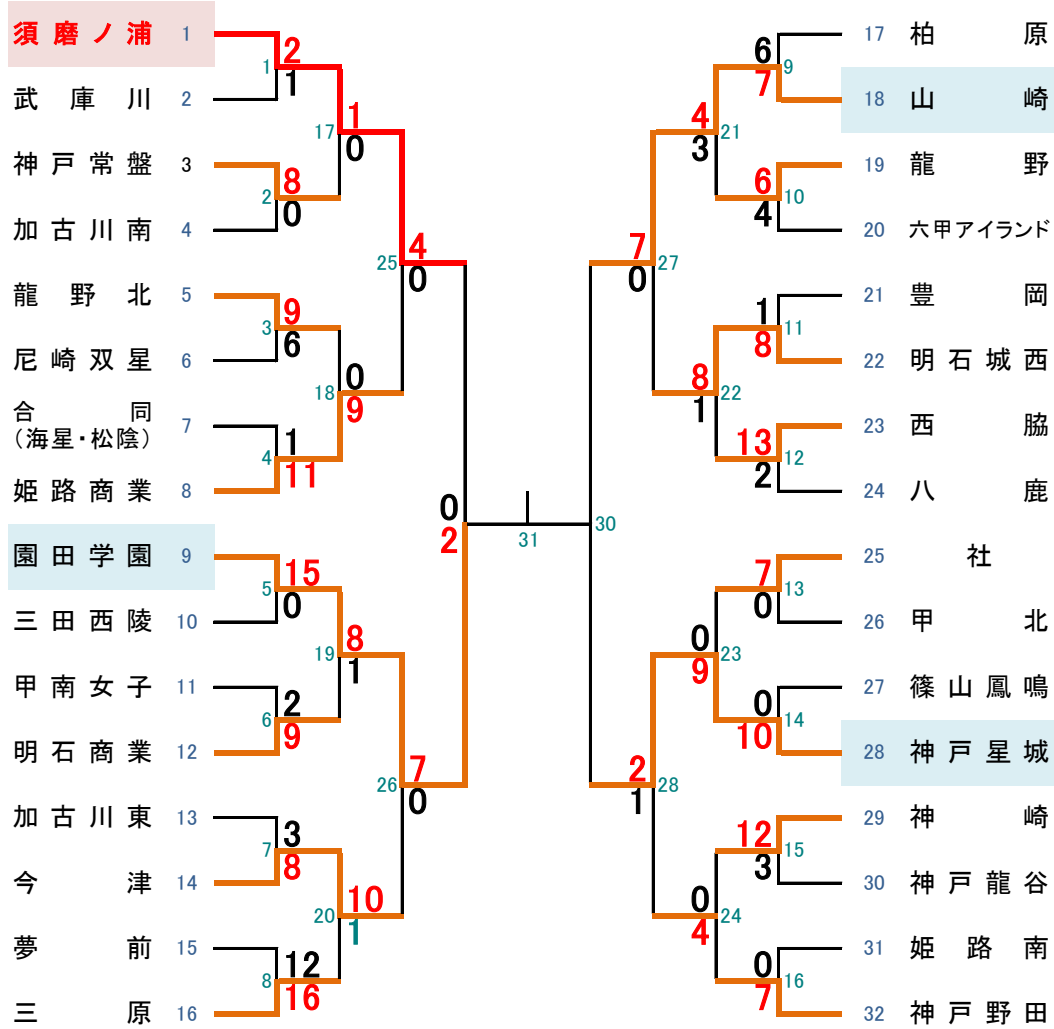 須磨ノ浦 1
武庫川 2
神戸常盤 3
加古川南 4
龍野北 5
尼崎双星 6
合同
（海星・松陰） 7
姫路商業 8
園田学園 9
三田西陵 10
甲南女子 11
明石商業 12
加古川東 13
今津 14
夢前 15
三原 16
1 2 1
2 8 0
3 9 6
4 1 11
5 15 0
6 2 9
7 3 8
8 12 16
17 1 0
18 0 9
19 8 1
20 10 1
25 4 0
26 7 0
0 2
31
30
7 0 27
2 1 28
4 3 21
8 1 22
0 9 23
0 4 24
6 7 9
6 4 10
1 8 11
13 2 12
7 0 13
0 10 14
12 3 15
0 7 16
17 柏原
18 山崎
19 龍野
20 六甲アイランド
21 豊岡
22 明石城西
23 西脇
24 八鹿
25 社
26 甲北
27 篠山鳳鳴
28 神戸星城
29 神崎
30 神戸龍谷
31 姫路南
32 神戸野田